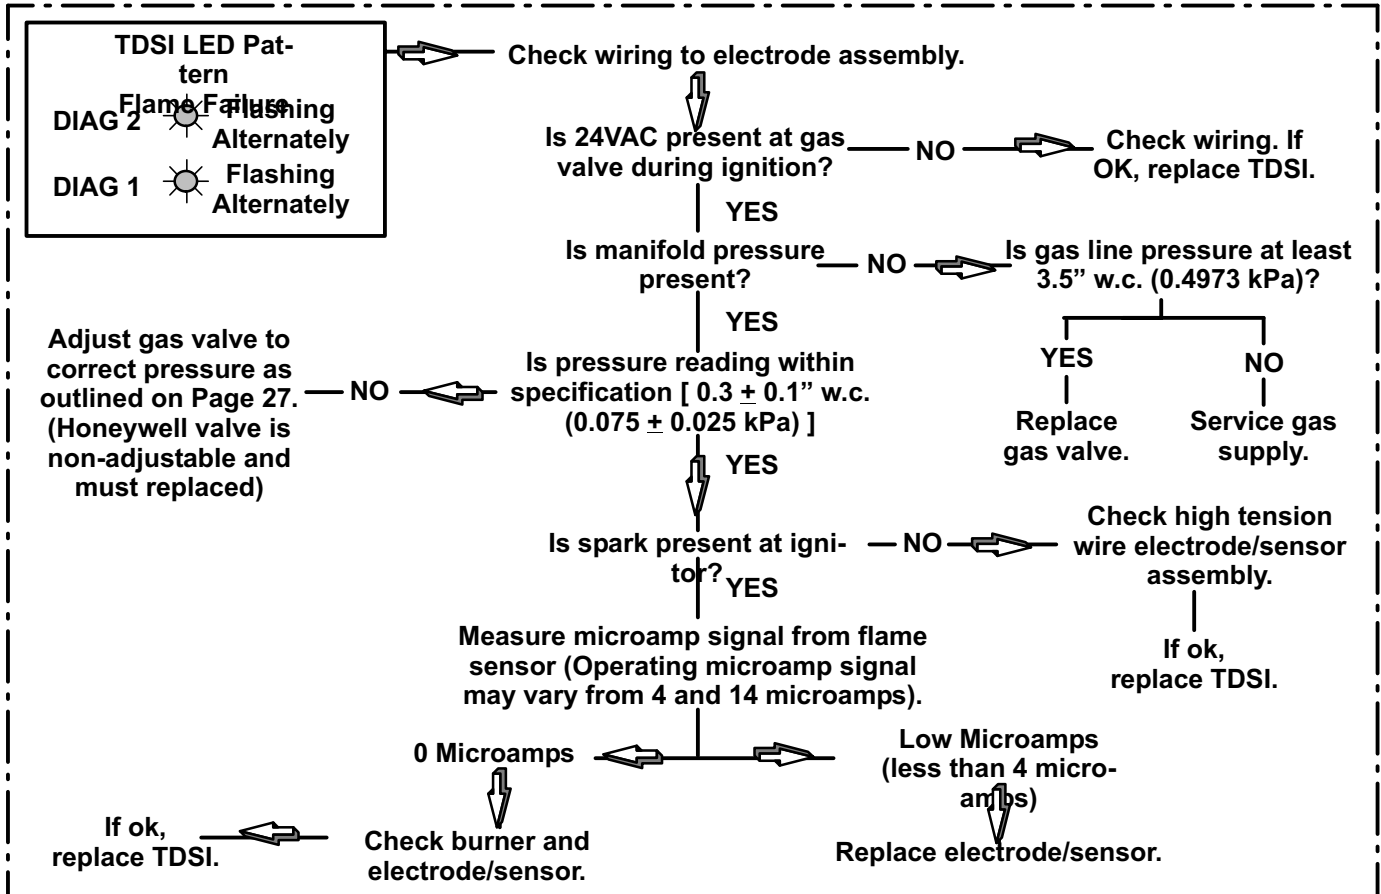 TDSI LED Pat-
tern
Flame Failure
DIAG 2
Flashing
Alternately
DIAG 1
Flashing
Alternately
Check wiring to electrode assembly.
Is 24VAC present at gas
valve during ignition?
NO
Check wiring. If
OK, replace TDSI.
YES
Is manifold pressure
present?
NO
Is gas line pressure at least
3.5” w.c. (0.4973 kPa)?
YES
Replace
gas valve.
NO
Service gas
supply.
YES
Is pressure reading within
specification [ 0.3 ± 0.1” w.c.
(0.075 ± 0.025 kPa) ]
NO
Adjust gas valve to
correct pressure as
outlined on Page 27.
(Honeywell valve is
non-adjustable and
must replaced)
YES
Is spark present at igni-
tor?
NO
Check high tension
wire electrode/sensor
assembly.
If ok,
replace TDSI.
YES
Measure microamp signal from flame
sensor (Operating microamp signal
may vary from 4 and 14 microamps).
0 Microamps
Check burner and
electrode/sensor.
If ok,
replace TDSI.
Low Microamps
(less than 4 micro-
amps)
Replace electrode/sensor.